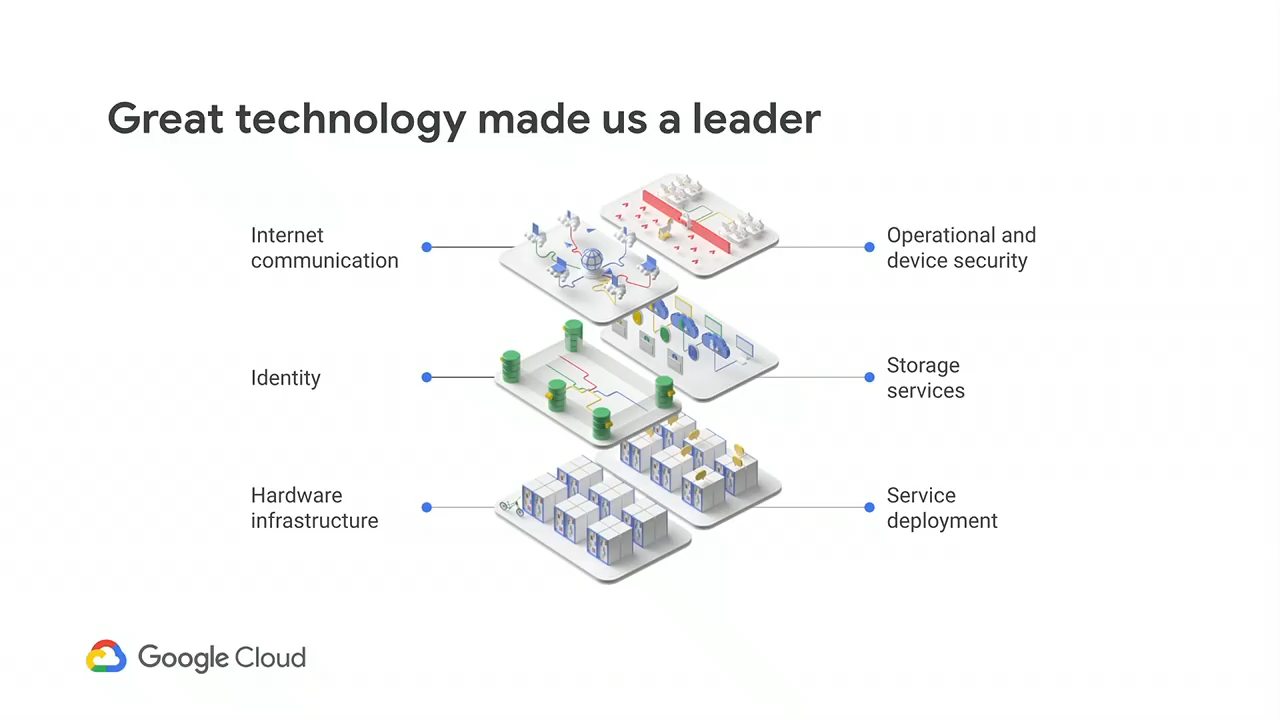 Great technology made us a leader
Internet
communication
Operational and
device security
Identity
Storage
services
Hardware
infrastructure
Service
deployment
Google Cloud